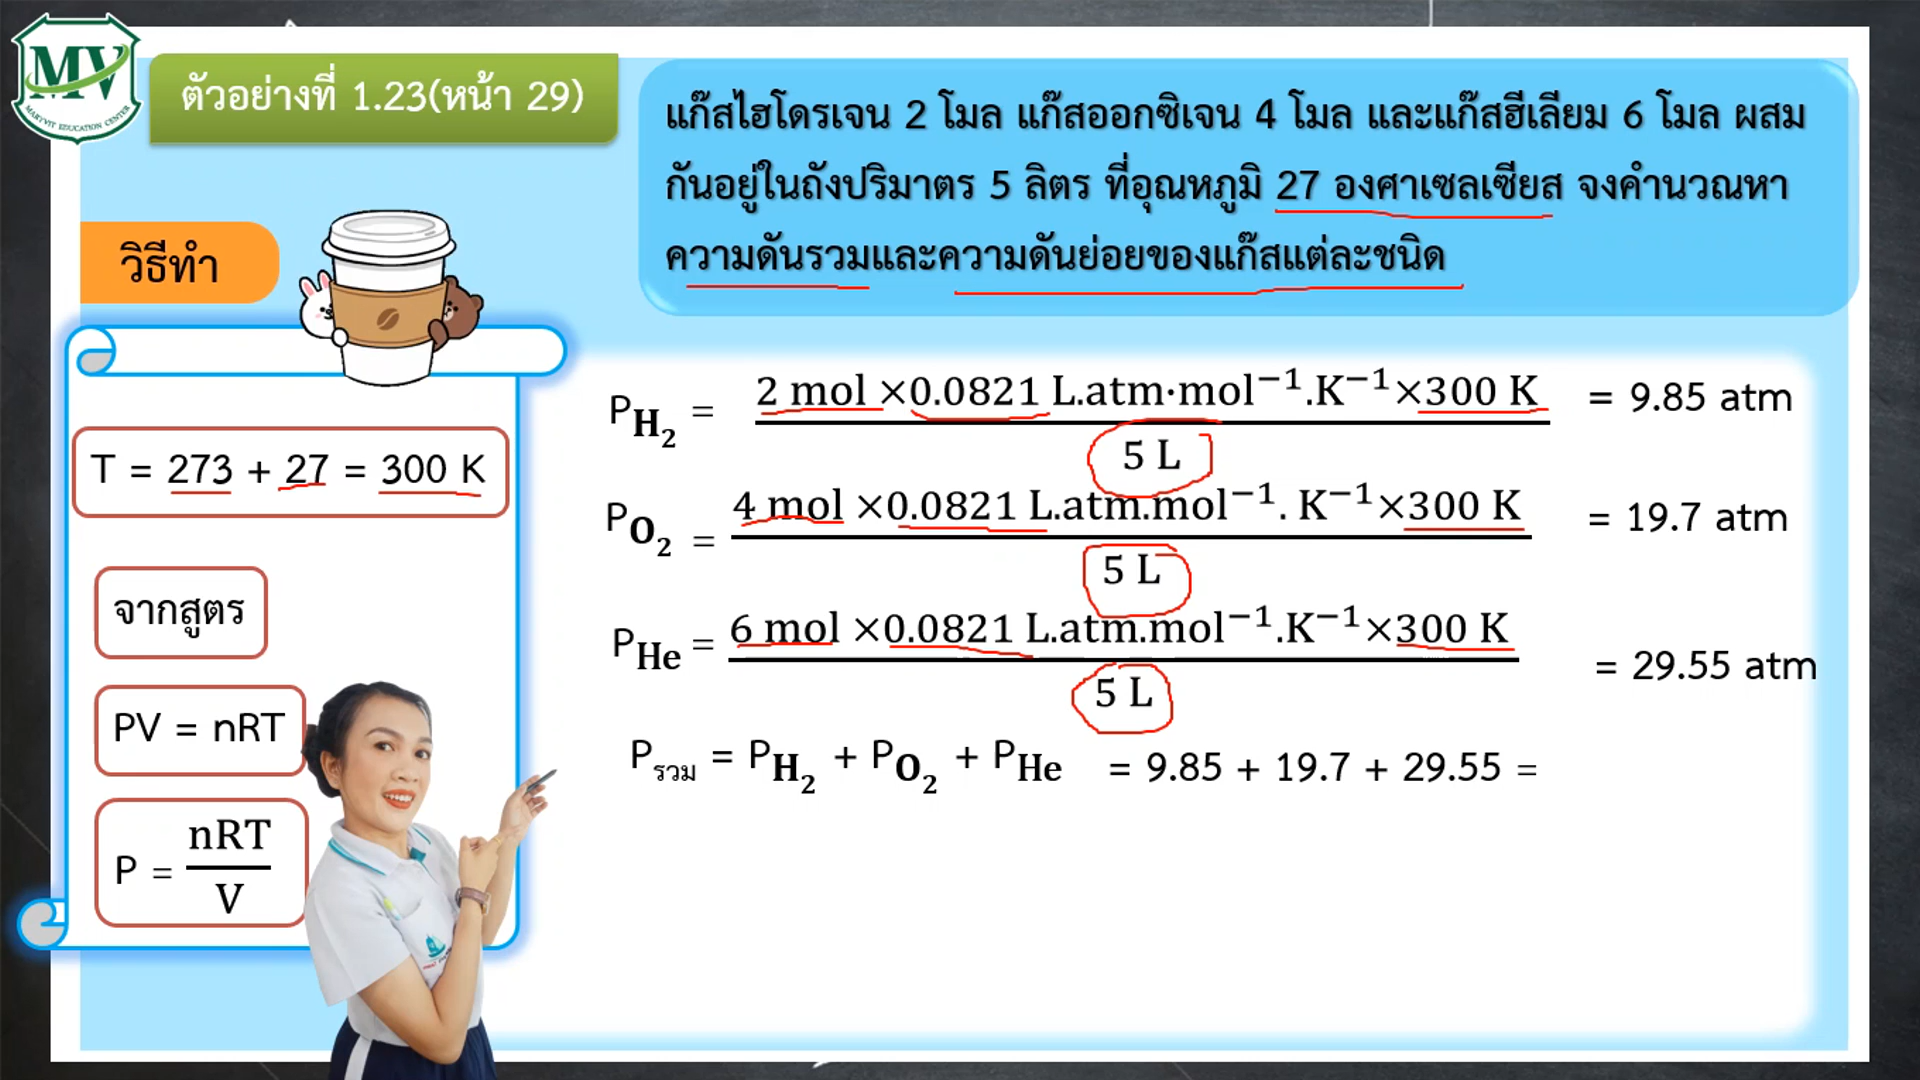 MV
MARYVIT EDUCATION CENTER
ตัวอย่างที่ 1.23(หน้า 29)
แก๊สไฮโดรเจน 2 โมล แก๊สออกซิเจน 4 โมล และแก๊สฮีเลียม 6 โมล ผสม
กันอยู่ในถังปริมาตร 5 ลิตร ที่อุณหภูมิ 27 องศาเซลเซียส จงคำนวณหา
ความดันรวมและความดันย่อยของแก๊สแต่ละชนิด
วิธีทำ
T = 273 + 27 = 300 K
จากสูตร
PV = nRT
P = nRT
V
P_H₂ = 2 mol ×0.0821 L.atm·mol⁻¹.K⁻¹×300 K = 9.85 atm
5 L
P_O₂ = 4 mol ×0.0821 L.atm.mol⁻¹. K⁻¹×300 K = 19.7 atm
5 L
P_He = 6 mol ×0.0821 L.atm.mol⁻¹.K⁻¹×300 K = 29.55 atm
5 L
Pรวม = P_H₂ + P_O₂ + P_He = 9.85 + 19.7 + 29.55 =